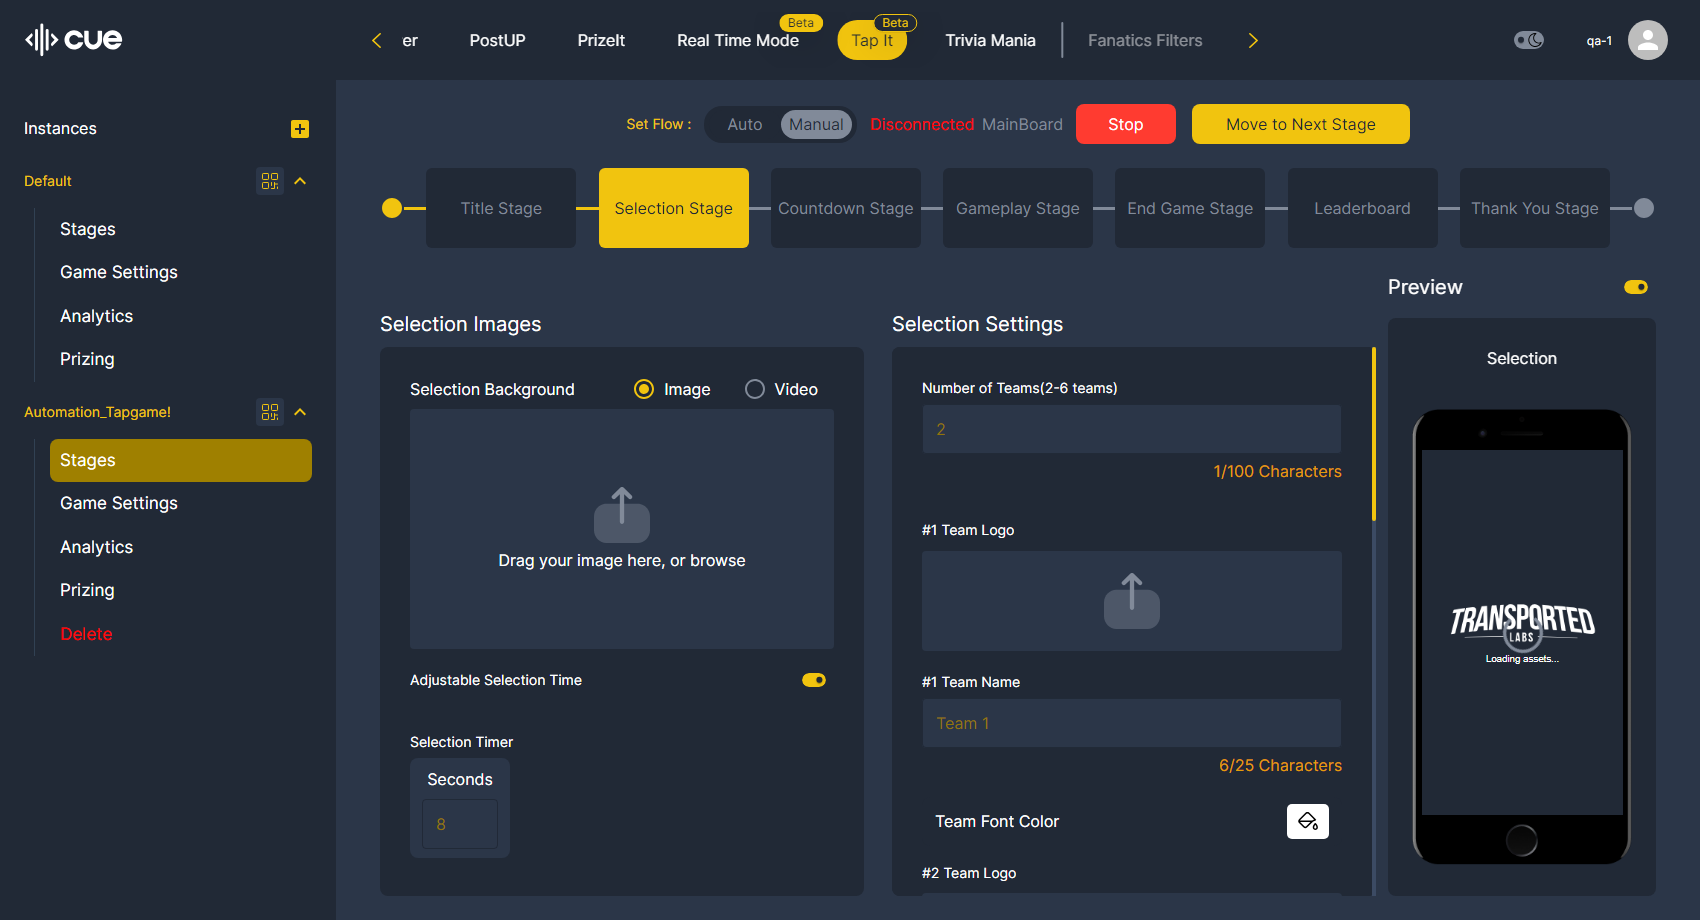 cue
er
PostUP
PrizeIt
Real Time Mode
Beta
Tap It
Beta
Trivia Mania
Fanatics Filters
qa-1
Instances
Default
Stages
Game Settings
Analytics
Prizing
Automation_Tapgame!
Stages
Game Settings
Analytics
Prizing
Delete
Set Flow :
Auto
Manual
Disconnected MainBoard
Stop
Move to Next Stage
Title Stage
Selection Stage
Countdown Stage
Gameplay Stage
End Game Stage
Leaderboard
Thank You Stage
Selection Images
Selection Background
Image
Video
Drag your image here, or browse
Adjustable Selection Time
Selection Timer
Seconds
8
Selection Settings
Number of Teams(2-6 teams)
2
1/100 Characters
#1 Team Logo
#1 Team Name
Team 1
6/25 Characters
Team Font Color
#2 Team Logo
Preview
Selection
TRANSPORTED
LABS
Loading assets...